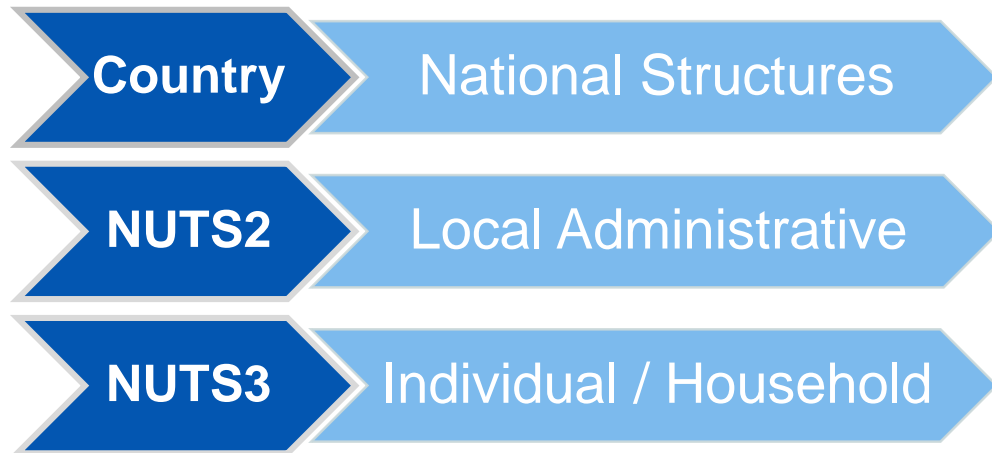 Country National Structures
NUTS2 Local Administrative
NUTS3 Individual / Household